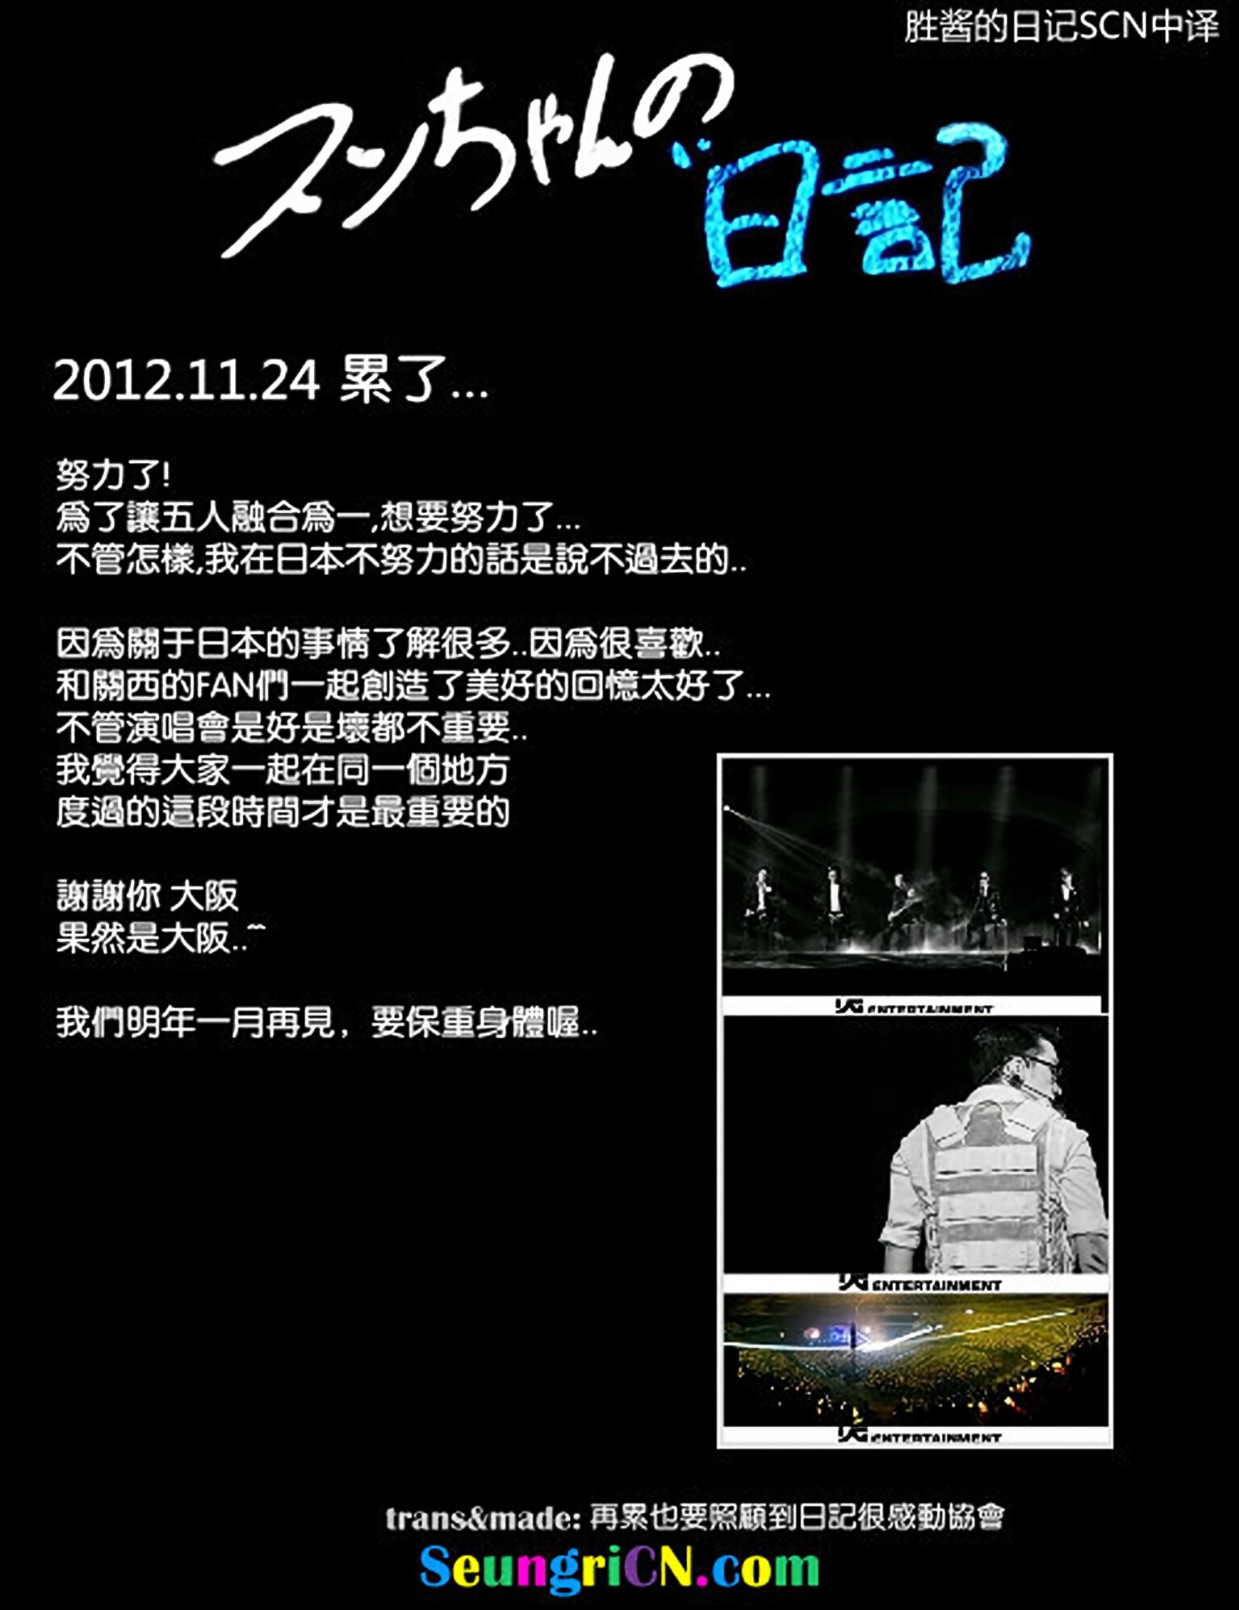 胜酱的日记SCN中译
スンちゃんの
日記
2012.11.24 累了...
努力了!
爲了讓五人融合爲一,想要努力了...
不管怎樣,我在日本不努力的話是說不過去的..
因爲關于日本的事情了解很多..因爲很喜歡..
和關西的FAN們一起創造了美好的回憶太好了...
不管演唱會是好是壞都不重要..
我覺得大家一起在同一個地方
度過的這段時間才是最重要的
謝謝你 大阪
果然是大阪..^^
我們明年一月再見，要保重身體喔..
YG ENTERTAINMENT
YG ENTERTAINMENT
YG ENTERTAINMENT
trans&made: 再累也要照顧到日記很感動協會
SeungriCN.com